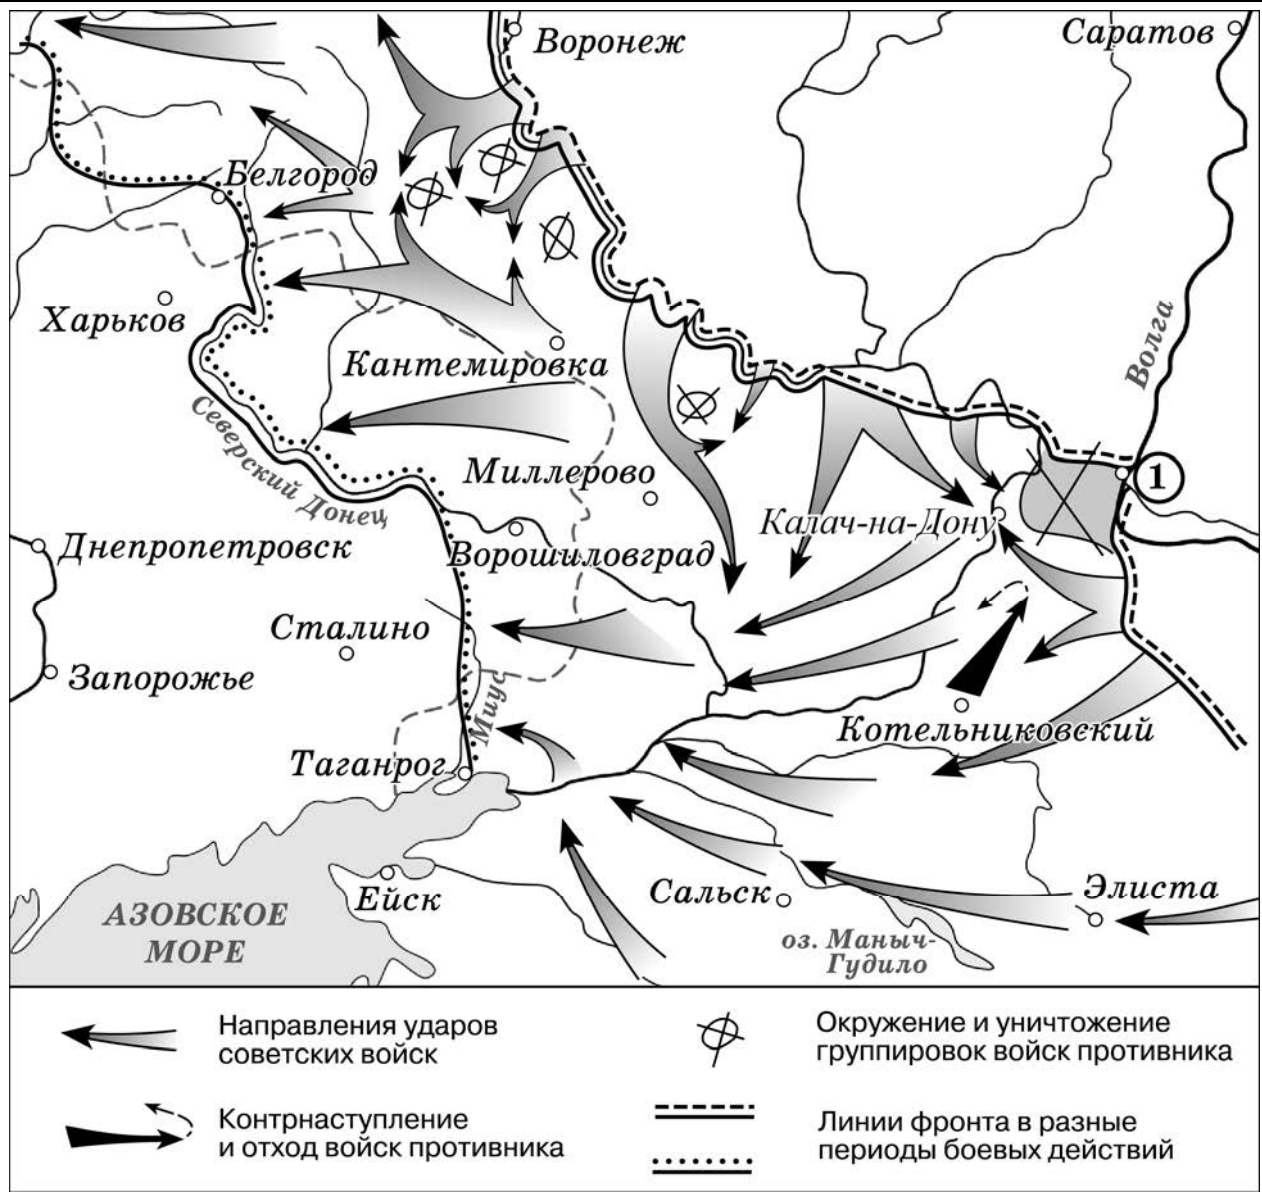 Воронеж
Саратов
Белгород
Харьков
Кантемировка
Волга
Северский Донец
Миллерово
1
Калач-на-Дону
Днепропетровск
Ворошиловград
Сталино
Запорожье
Миус
Котельниковский
Таганрог
Ейск
Сальск
Элиста
АЗОВСКОЕ
МОРЕ
оз. Маныч-
Гудило
Направления ударов
советских войск
Окружение и уничтожение
группировок войск противника
Контрнаступление
и отход войск противника
Линии фронта в разные
периоды боевых действий